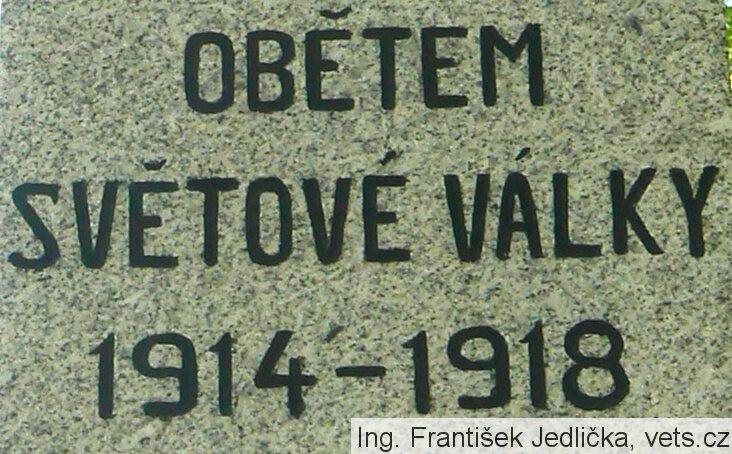 OBĚTEM
SVĚTOVÉ VÁLKY
1914-1918
Ing. František Jedlička, vets.cz